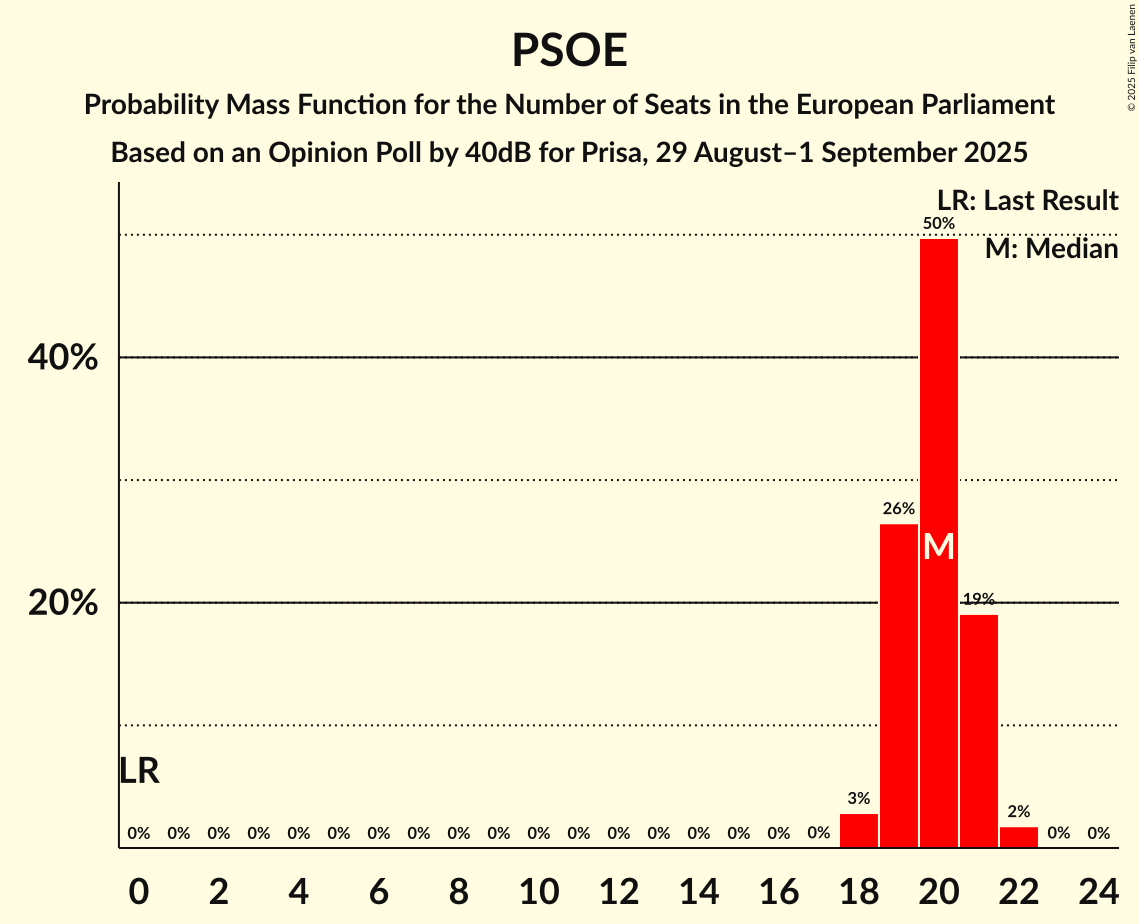 PSOE
Probability Mass Function for the Number of Seats in the European Parliament
Based on an Opinion Poll by 40dB for Prisa, 29 August–1 September 2025
© 2025 Filip van Laenen
LR: Last Result
M: Median
50%
40%
26%
M
20%
19%
LR
3%
2%
0% 0% 0% 0% 0% 0% 0% 0% 0% 0% 0% 0% 0% 0% 0% 0% 0% 0% 0% 0%
0 2 4 6 8 10 12 14 16 18 20 22 24